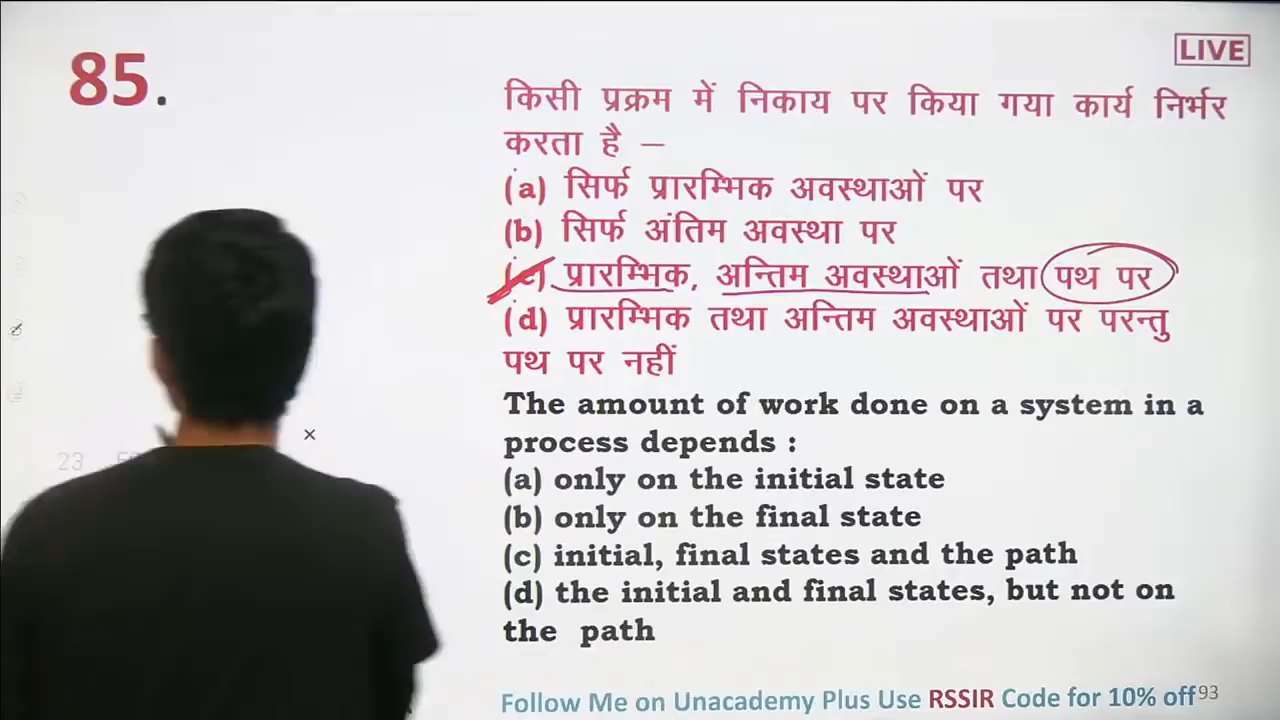 LIVE
85.
किसी प्रक्रम में निकाय पर किया गया कार्य निर्भर
करता है –
(a) सिर्फ प्रारम्भिक अवस्थाओं पर
(b) सिर्फ अंतिम अवस्था पर
(c) प्रारम्भिक, अन्तिम अवस्थाओं तथा पथ पर
(d) प्रारम्भिक तथा अन्तिम अवस्थाओं पर परन्तु
पथ पर नहीं
The amount of work done on a system in a
process depends :
(a) only on the initial state
(b) only on the final state
(c) initial, final states and the path
(d) the initial and final states, but not on
the path
23
Follow Me on Unacademy Plus Use RSSIR Code for 10% off
93